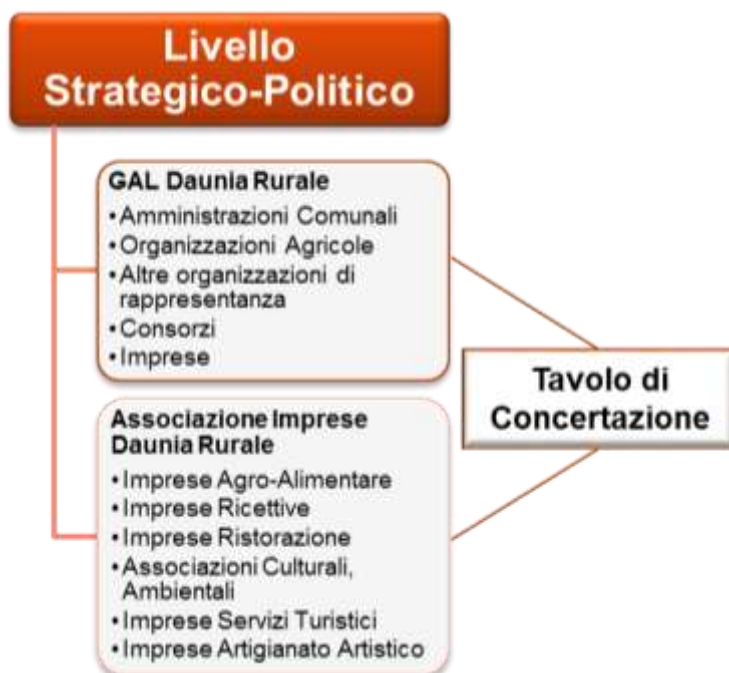 Livello
Strategico-Politico
GAL Daunia Rurale
•Amministrazioni Comunali
•Organizzazioni Agricole
•Altre organizzazioni di
rappresentanza
•Consorzi
•Imprese
Tavolo di
Concertazione
Associazione Imprese
Daunia Rurale
•Imprese Agro-Alimentare
•Imprese Ricettive
•Imprese Ristorazione
•Associazioni Culturali,
Ambientali
•Imprese Servizi Turistici
•Imprese Artigianato Artistico